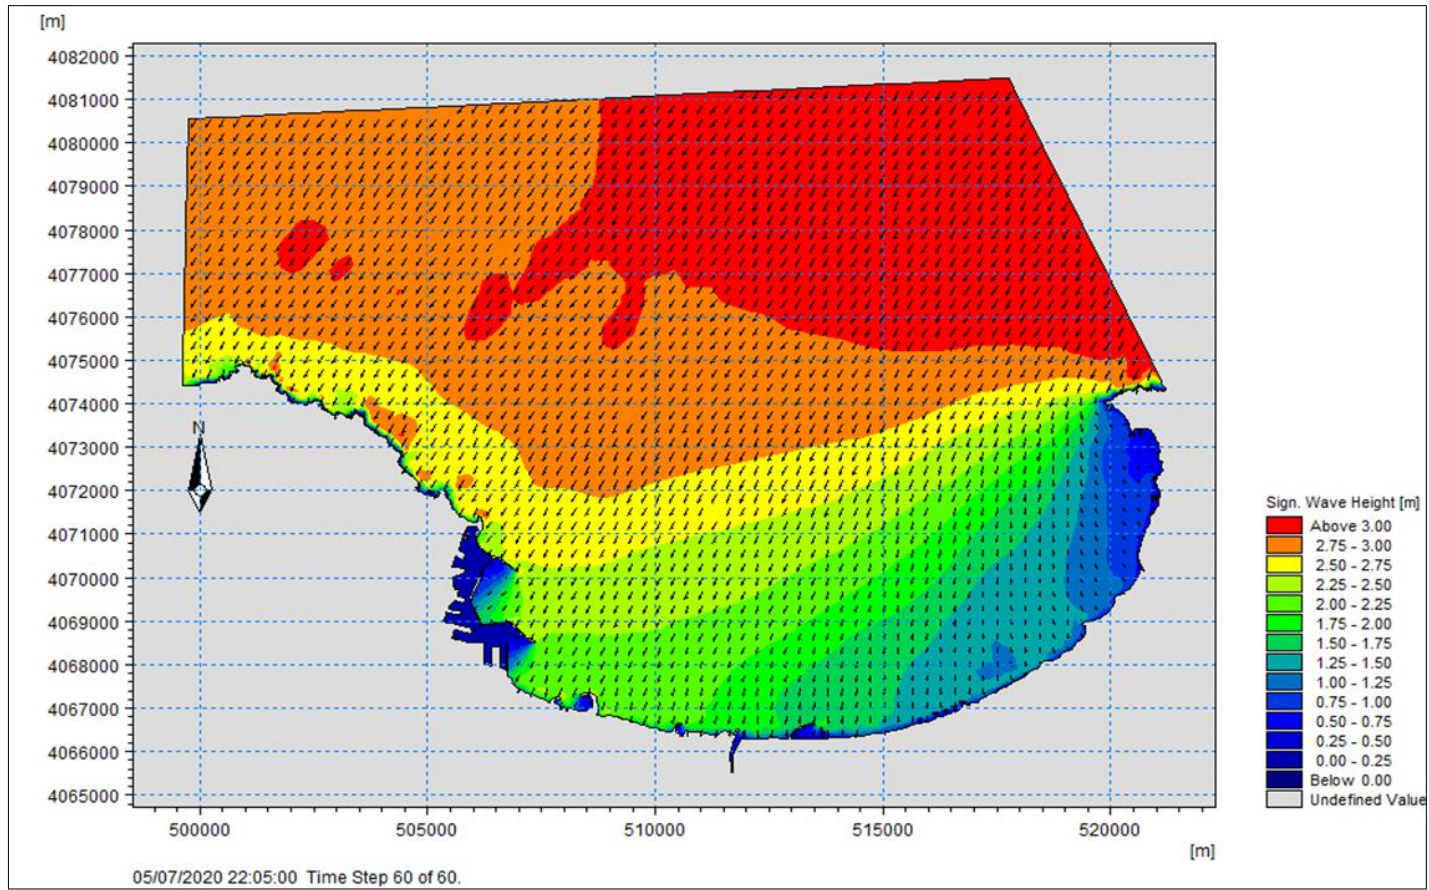 [m]
4082000
4081000
4080000
4079000
4078000
4077000
4076000
4075000
4074000
4073000
4072000
4071000
4070000
4069000
4068000
4067000
4066000
4065000
N
500000
505000
510000
515000
520000
[m]
05/07/2020 22:05:00 Time Step 60 of 60.
Sign. Wave Height [m]
Above 3.00
2.75 - 3.00
2.50 - 2.75
2.25 - 2.50
2.00 - 2.25
1.75 - 2.00
1.50 - 1.75
1.25 - 1.50
1.00 - 1.25
0.75 - 1.00
0.50 - 0.75
0.25 - 0.50
0.00 - 0.25
Below 0.00
Undefined Value